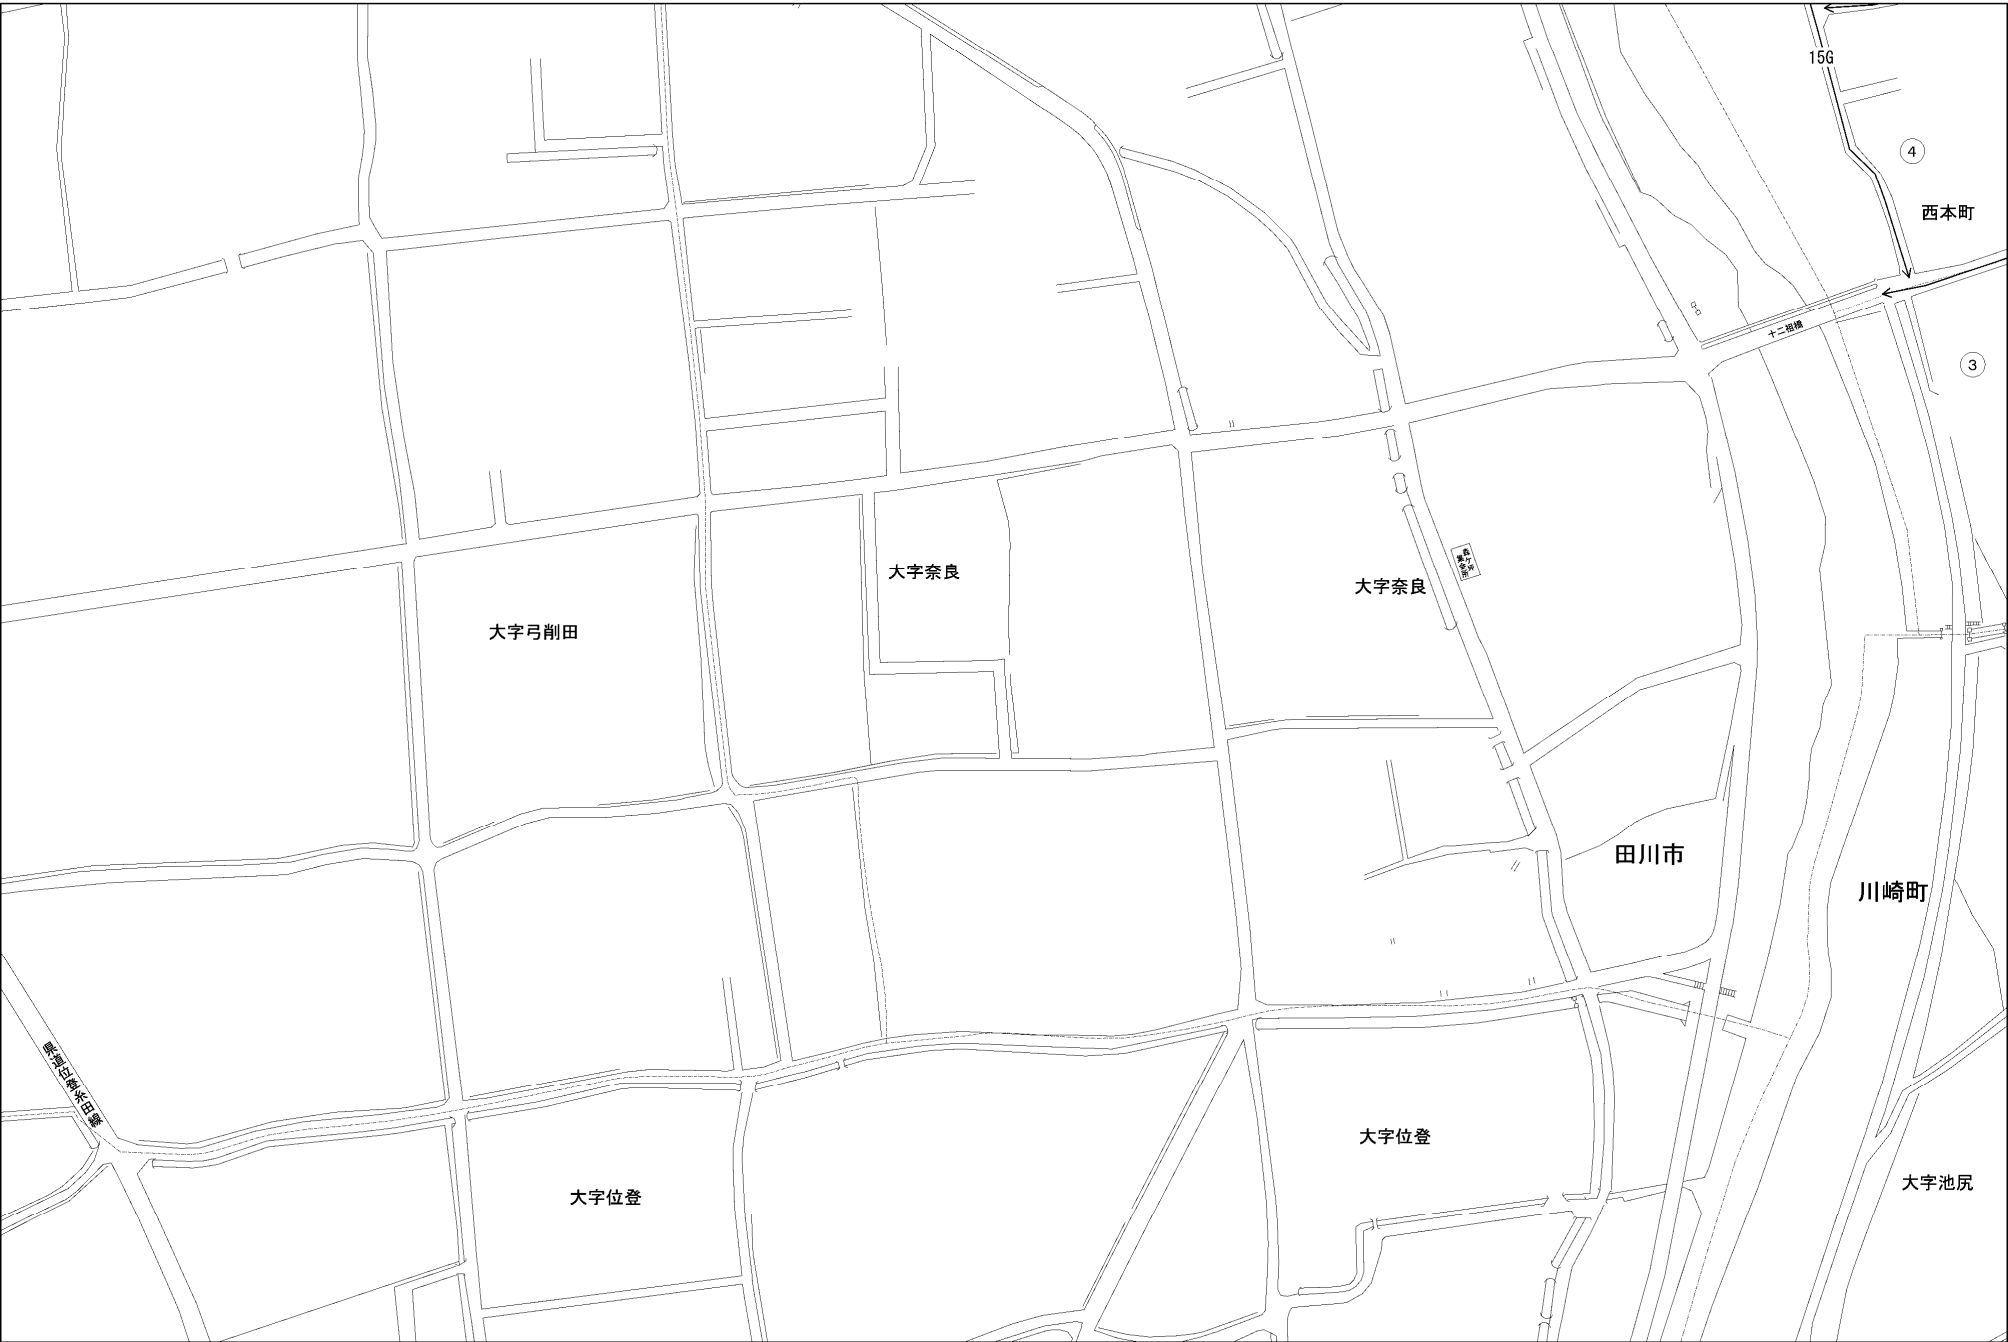 15G
4
西本町
十二祖橋
3
大字奈良
大字奈良
大字弓削田
田川市
川崎町
県道位登糸田線
大字位登
大字池尻
大字位登